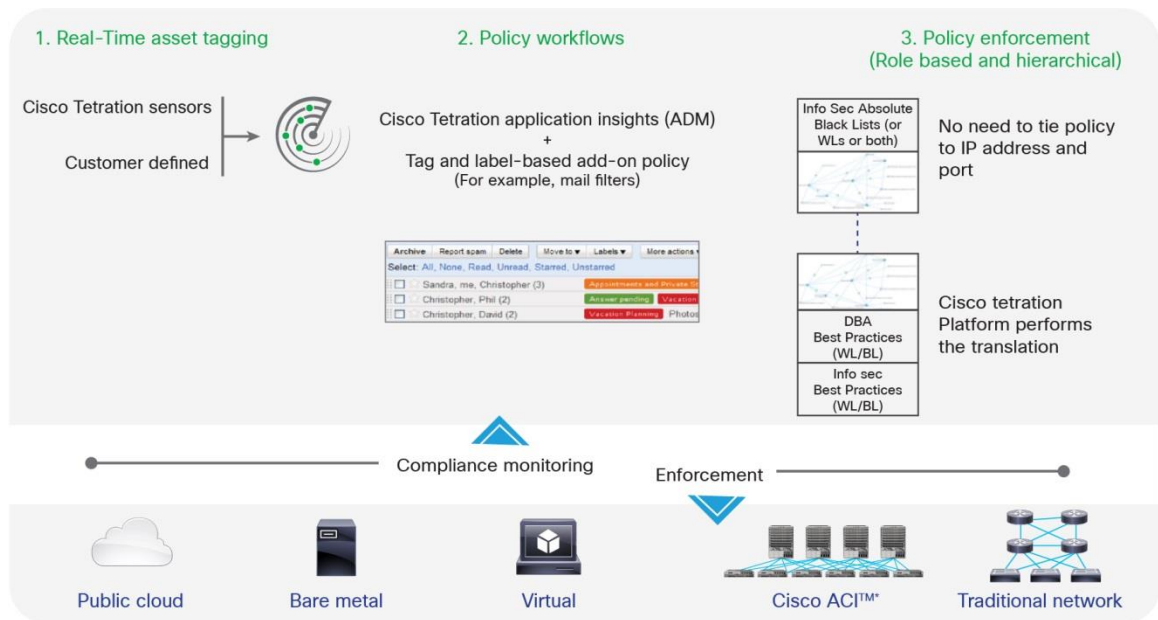 1. Real-Time asset tagging
Cisco Tetration sensors
Customer defined
2. Policy workflows
Cisco Tetration application insights (ADM)
+
Tag and label-based add-on policy
(For example, mail filters)
Archive Report spam Delete Move to ▾ Labels ▾ More actions
Select: All, None, Read, Unread, Starred, Unstarred
Sandra, me, Christopher (3) Appointments and Private
Christopher, Phil (2) Answer pending Vacation
Christopher, David (2) Vacation Planning Photos
3. Policy enforcement
(Role based and hierarchical)
Info Sec Absolute
Black Lists (or
WLs or both)
No need to tie policy
to IP address and
port
DBA
Best Practices
(WL/BL)
Info sec
Best Practices
(WL/BL)
Cisco tetration
Platform performs
the translation
Compliance monitoring
Enforcement
Public cloud
Bare metal
Virtual
Cisco ACI™*
Traditional network